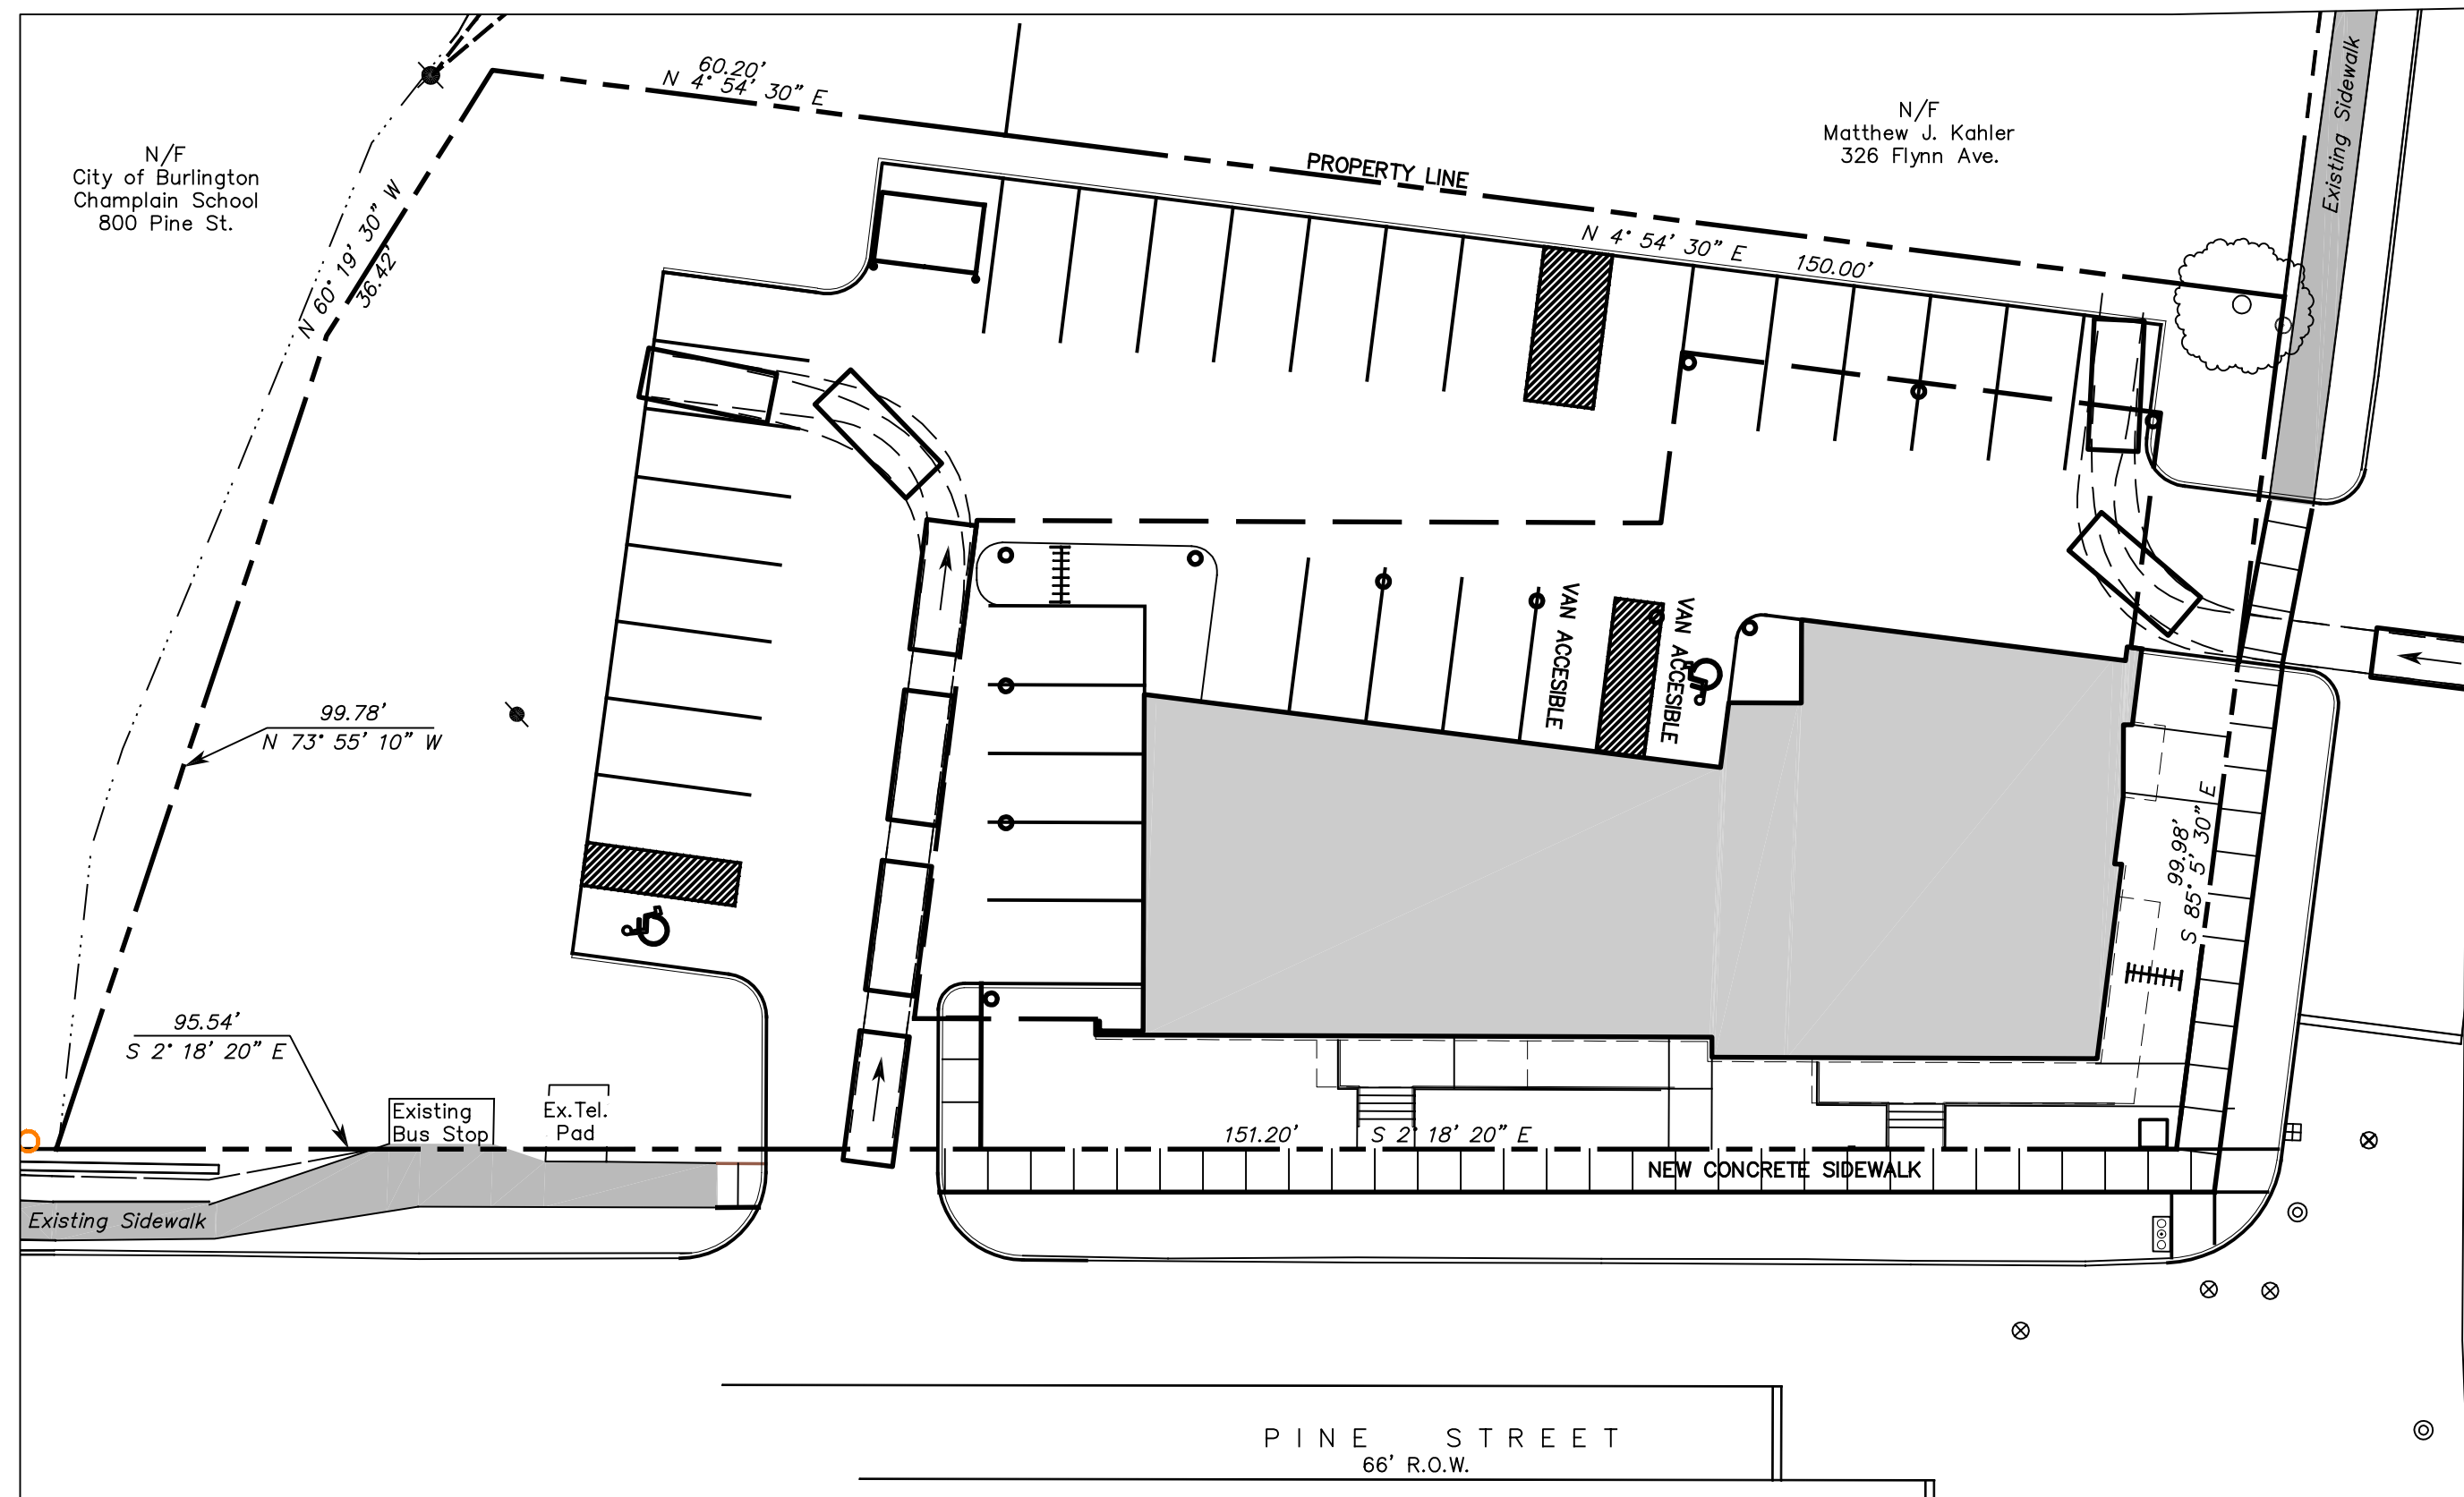 60.20'
N 4° 54' 30" E
N/F
Matthew J. Kahler
326 Flynn Ave.
Existing Sidewalk
N/F
City of Burlington
Champlain School
800 Pine St.
PROPERTY LINE
N 60° 19' 30" W
36.42'
N 4° 54' 30" E 150.00'
VAN ACCESIBLE
VAN ACCESIBLE
99.78'
N 73° 55' 10" W
99.98'
S 85° 5' 30" E
95.54'
S 2° 18' 20" E
Existing
Bus Stop
Ex.Tel.
Pad
151.20' S 2° 18' 20" E
NEW CONCRETE SIDEWALK
Existing Sidewalk
PINE STREET
66' R.O.W.